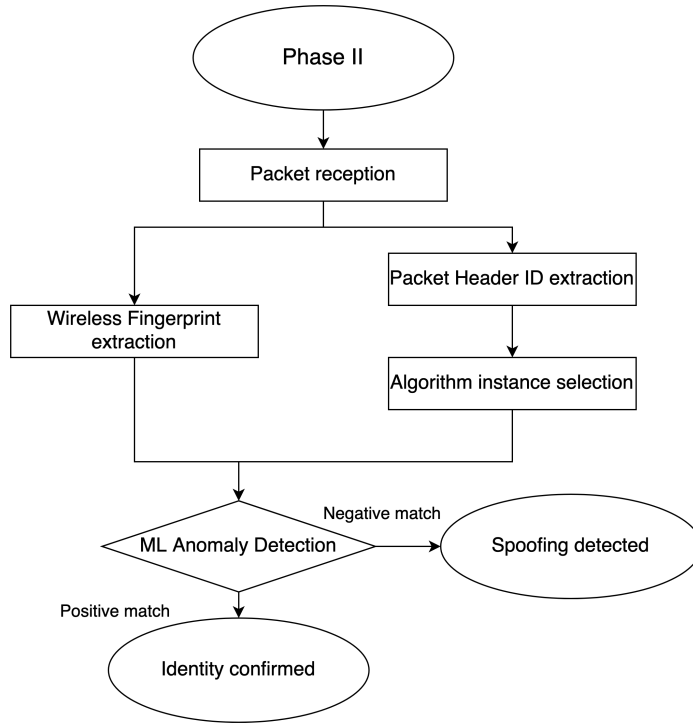 Phase II
Packet reception
Packet Header ID extraction
Wireless Fingerprint
extraction
Algorithm instance selection
Negative match
ML Anomaly Detection
Spoofing detected
Positive match
Identity confirmed